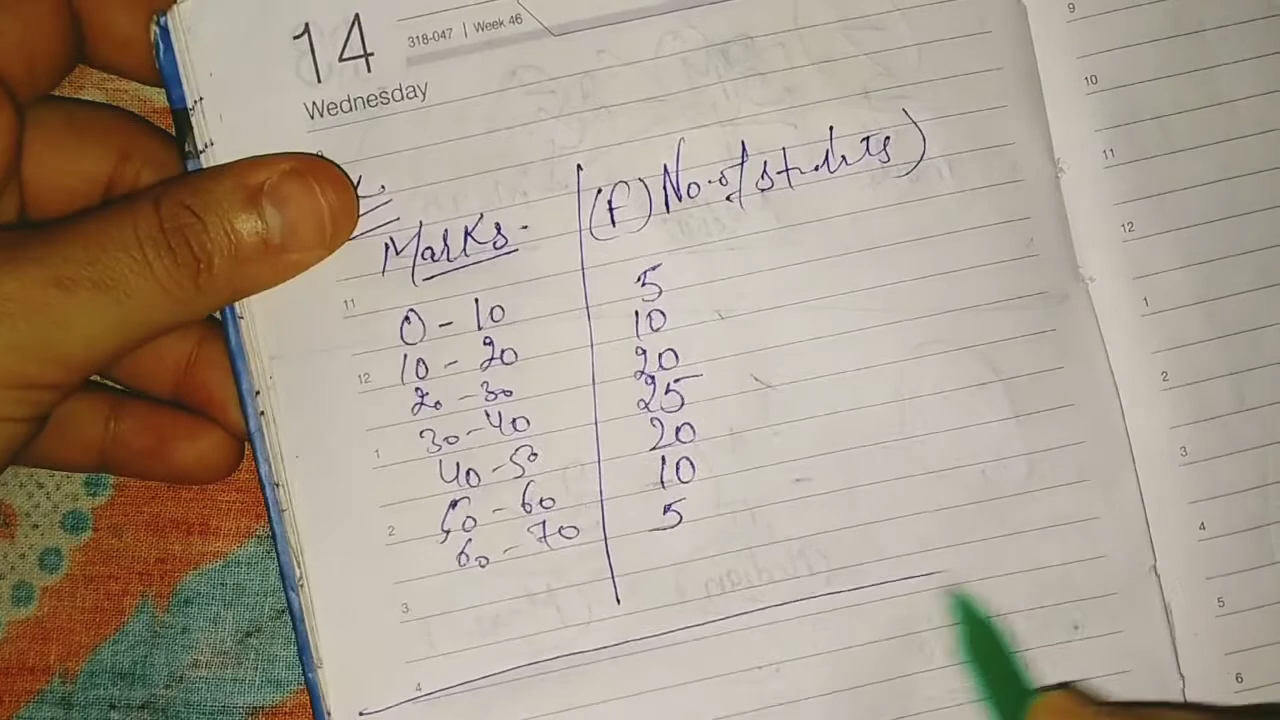 14
318-047 | Week 46
Wednesday
Marks. (f) No. of students)
0 - 10 5
10 - 20 10
20 - 30 20
30 - 40 25
40 - 50 20
50 - 60 10
60 - 70 5
11
12
1
2
3
4
9
10
11
12
1
2
3
4
5
6